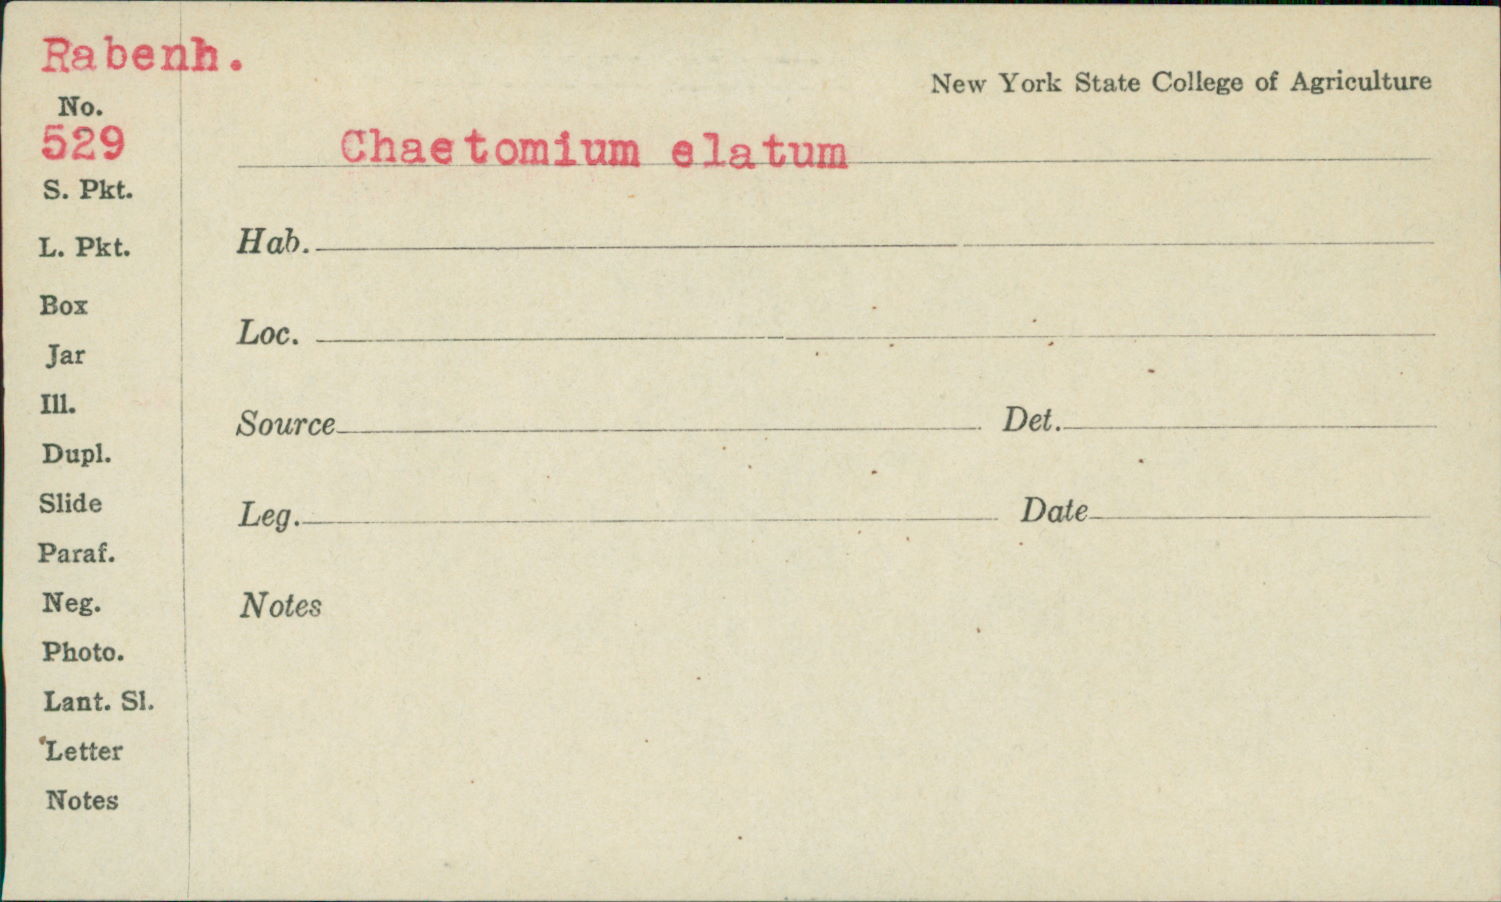 Rabenh.
New York State College of Agriculture
No.
529
Chaetomium elatum
S. Pkt.
Hab.
L. Pkt.
Box
Loc.
Jar
Ill.
Source Det.
Dupl.
Slide
Leg. Date
Paraf.
Neg.
Notes
Photo.
Lant. Sl.
Letter
Notes